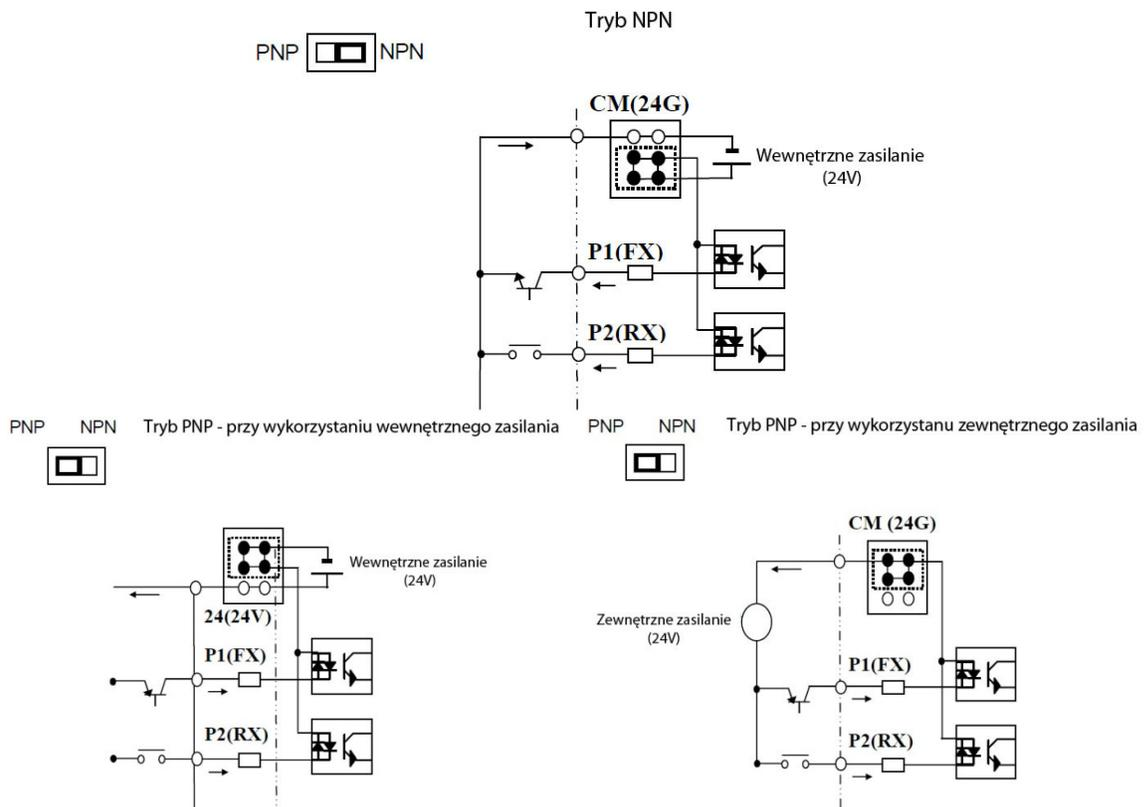 Tryb NPN
PNP NPN
CM(24G)
Wewnętrzne zasilanie
(24V)
P1(FX)
P2(RX)
PNP NPN Tryb PNP - przy wykorzystaniu wewnętrznego zasilania
PNP NPN Tryb PNP - przy wykorzystanu zewnętrznego zasilania
Wewnętrzne zasilanie
(24V)
24(24V)
P1(FX)
P2(RX)
CM (24G)
Zewnętrzne zasilanie
(24V)
P1(FX)
P2(RX)